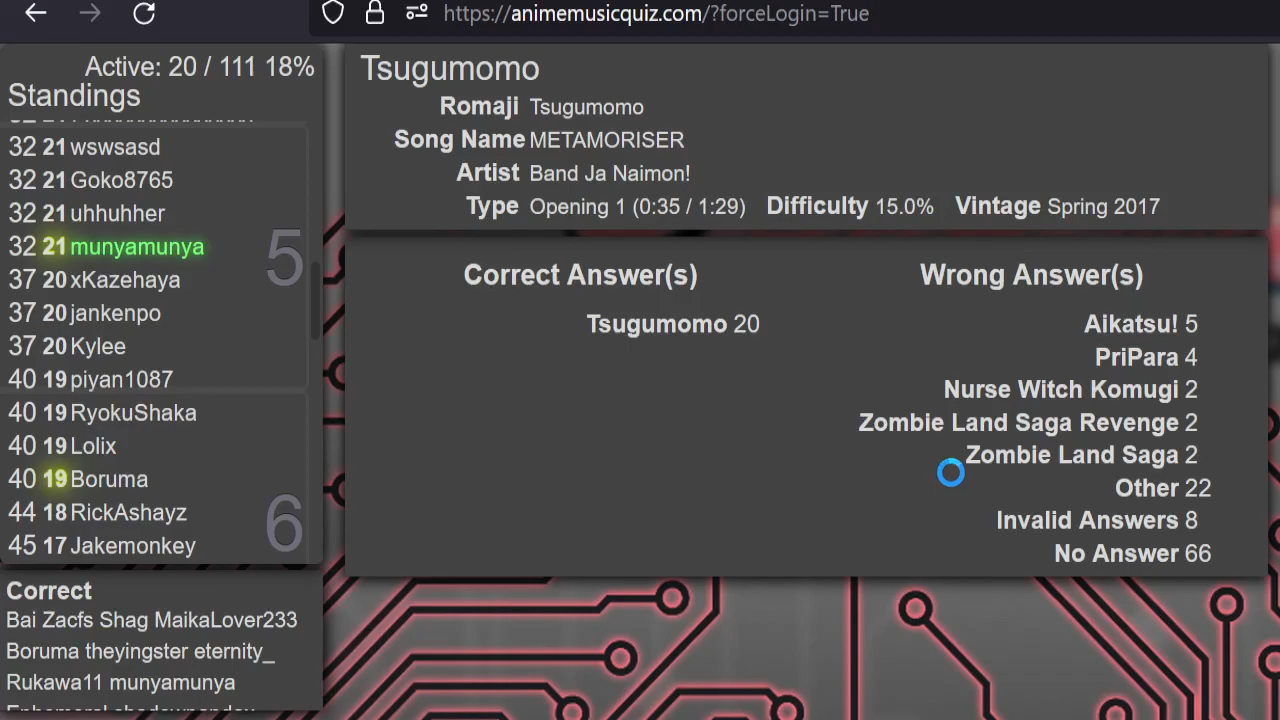 https://animemusicquiz.com/?forceLogin=True
Active: 20 / 111 18%
Standings
32 21 wswsasd
32 21 Goko8765
32 21 uhhuhher
32 21 munyamunya
5
37 20 xKazehaya
37 20 jankenpo
37 20 Kylee
40 19 piyan1087
40 19 RyokuShaka
40 19 Lolix
40 19 Boruma
44 18 RickAshayz
6
45 17 Jakemonkey
Correct
Bai Zacfs Shag MaikaLover233
Boruma theyingster eternity_
Rukawa11 munyamunya
Tsugumomo
Romaji Tsugumomo
Song Name METAMORISER
Artist Band Ja Naimon!
Type Opening 1 (0:35 / 1:29) Difficulty 15.0% Vintage Spring 2017
Correct Answer(s)
Tsugumomo 20
Wrong Answer(s)
Aikatsu! 5
PriPara 4
Nurse Witch Komugi 2
Zombie Land Saga Revenge 2
Zombie Land Saga 2
Other 22
Invalid Answers 8
No Answer 66